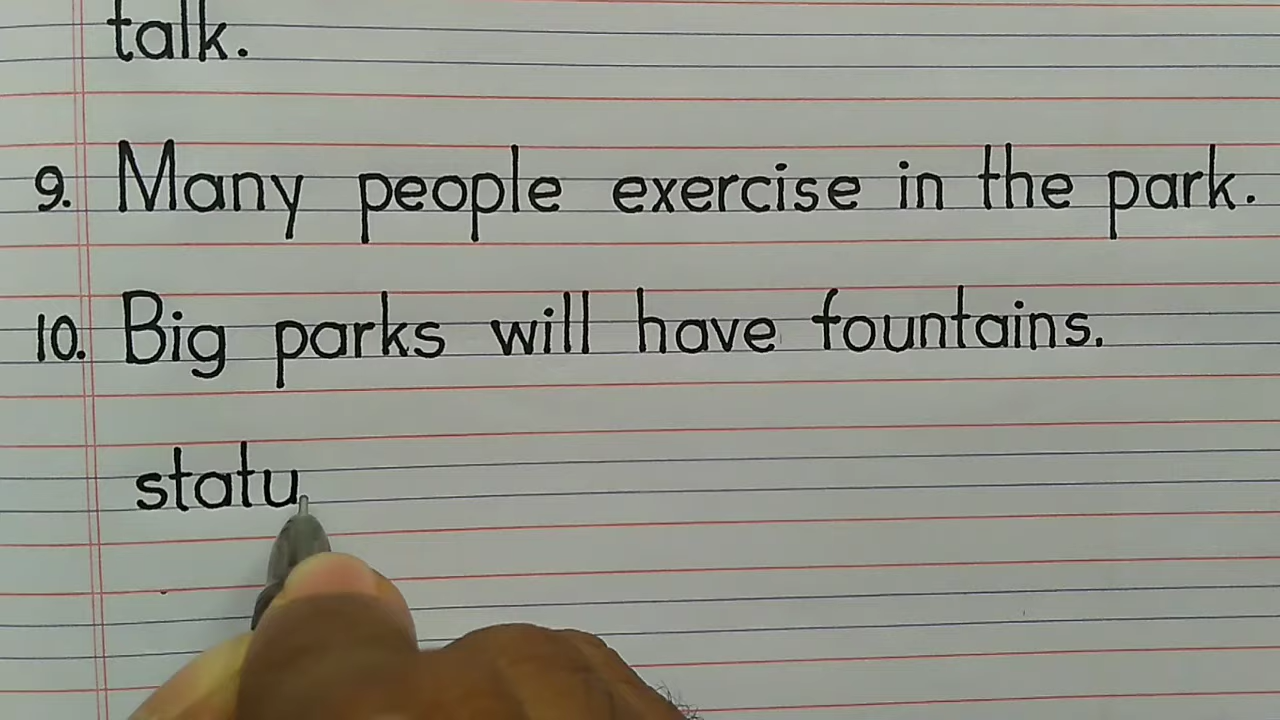 talk.
9. Many people exercise in the park.
10. Big parks will have fountains.
statu